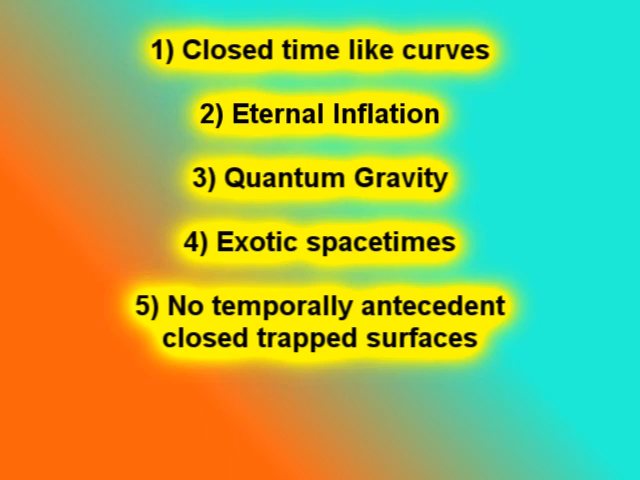 1) Closed time like curves
2) Eternal Inflation
3) Quantum Gravity
4) Exotic spacetimes
5) No temporally antecedent
closed trapped surfaces